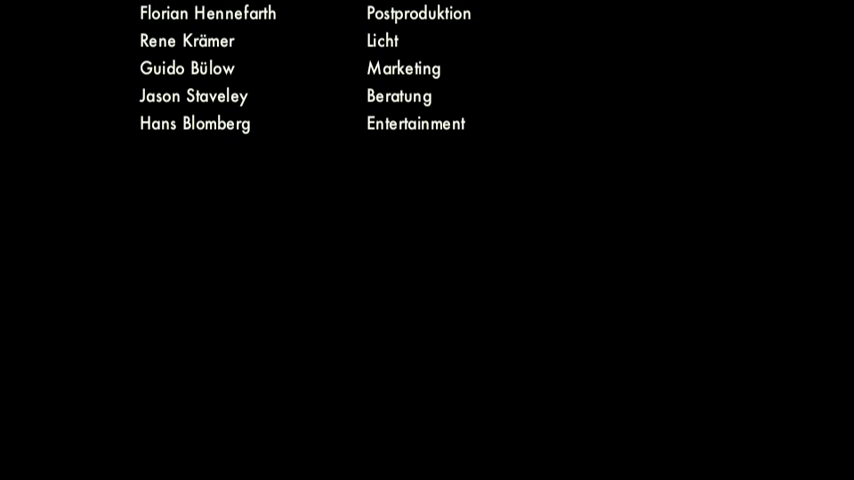 Florian Hennefarth Postproduktion
Rene Krämer Licht
Guido Bülow Marketing
Jason Staveley Beratung
Hans Blomberg Entertainment